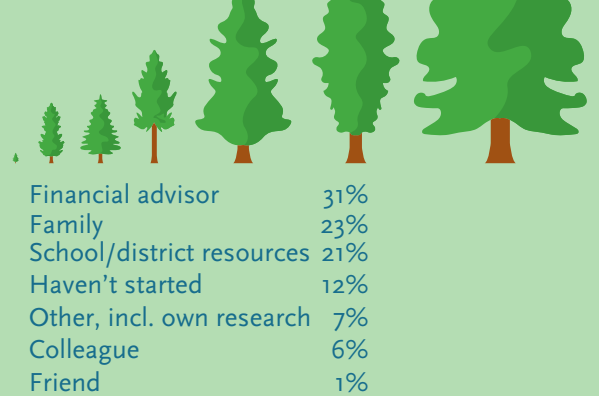 Financial advisor 31%
Family 23%
School/district resources 21%
Haven't started 12%
Other, incl. own research 7%
Colleague 6%
Friend 1%